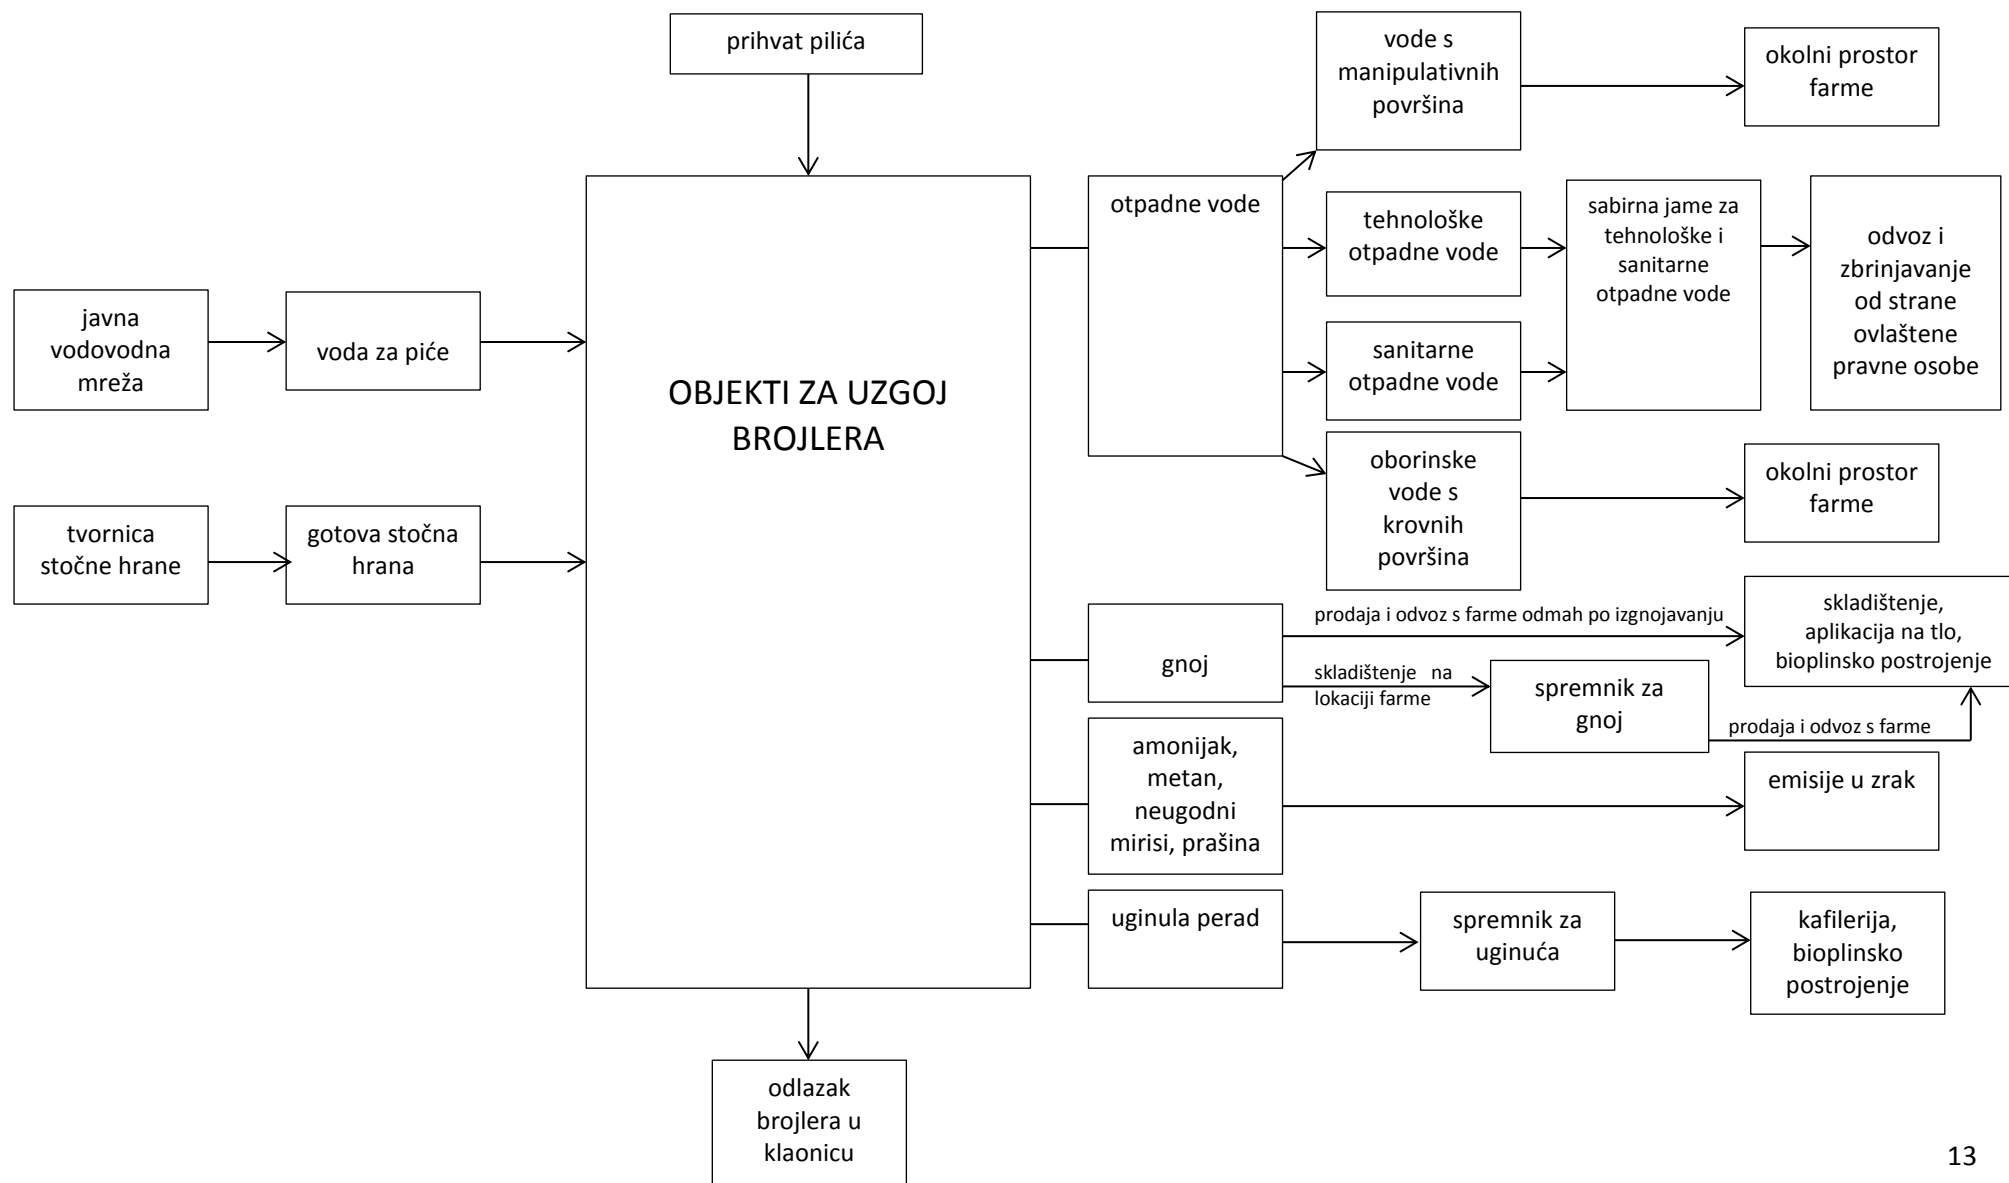 prihvat pilića
vode s
manipulativnih
površina
okolni prostor
farme
otpadne vode
tehnološke
otpadne vode
sabirna jame za
tehnološke i
sanitarne
otpadne vode
odvoz i
zbrinjavanje
od strane
ovlaštene
pravne osobe
javna
vodovodna
mreža
voda za piće
sanitarne
otpadne vode
OBJEKTI ZA UZGOJ
BROJLERA
oborinske
vode s
krovnih
površina
okolni prostor
farme
tvornica
stočne hrane
gotova stočna
hrana
gnoj
prodaja i odvoz s farme odmah po izgnojavanju
skladištenje,
aplikacija na tlo,
bioplinsko postrojenje
skladištenje na
lokaciji farme
spremnik za
gnoj
prodaja i odvoz s farme
amonijak,
metan,
neugodni
mirisi, prašina
emisije u zrak
uginula perad
spremnik za
uginuća
kafilerija,
bioplinsko
postrojenje
odlazak
brojlera u
klaonicu
13